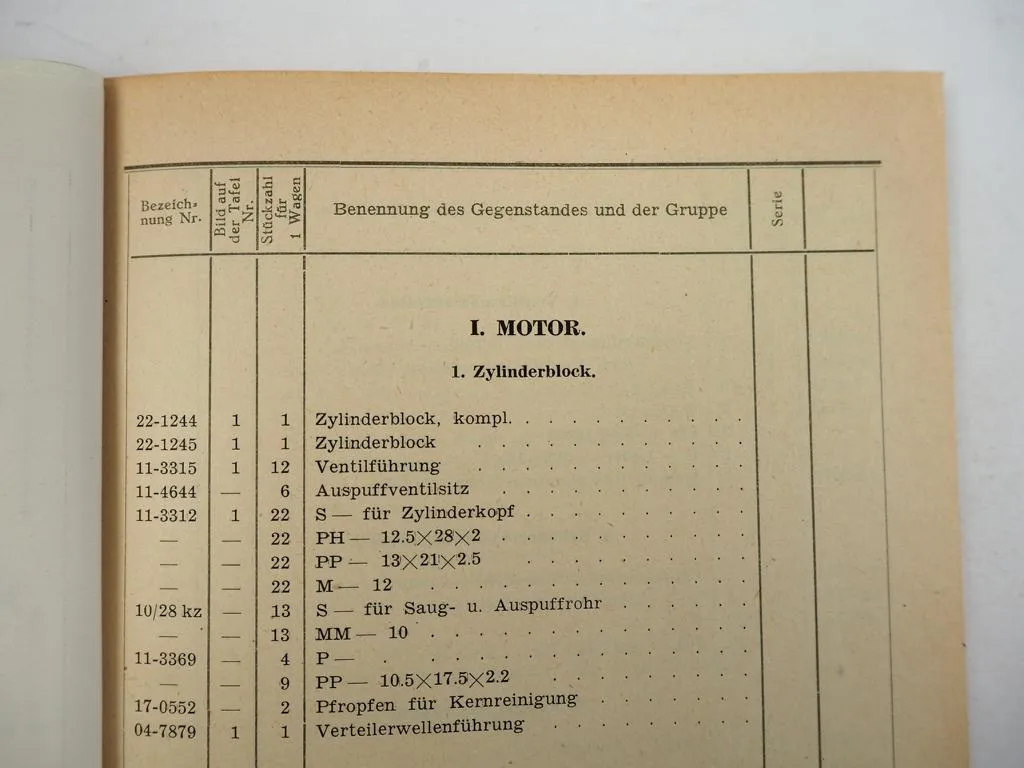 Bezeich-
nung Nr.
Bild auf
der Tafel
Nr.
Stückzahl
für
1 Wagen
Benennung des Gegenstandes und der Gruppe
Serie
I. MOTOR.
1. Zylinderblock.
22-1244 1 1 Zylinderblock, kompl. . . . . . . . . . .
22-1245 1 1 Zylinderblock . . . . . . . . . . . .
11-3315 1 12 Ventilführung . . . . . . . . . . . .
11-4644 — 6 Auspuffventilsitz . . . . . . . . . . .
11-3312 1 22 S — für Zylinderkopf . . . . . . . . . .
— — 22 PH — 12.5×28×2 . . . . . . . . . . .
— — 22 PP — 13×21×2.5 . . . . . . . . . . .
— — 22 M — 12 . . . . . . . . . . . .
10/28 kz — 13 S — für Saug- u. Auspuffrohr . . . . . .
— — 13 MM — 10 . . . . . . . . . . . . . .
11-3369 — 4 P — . . . . . . . . . . . . . . .
— — 9 PP — 10.5×17.5×2.2 . . . . . . . . .
17-0552 — 2 Pfropfen für Kernreinigung . . . . . . .
04-7879 1 1 Verteilerwellenführung . . . . . . . . .